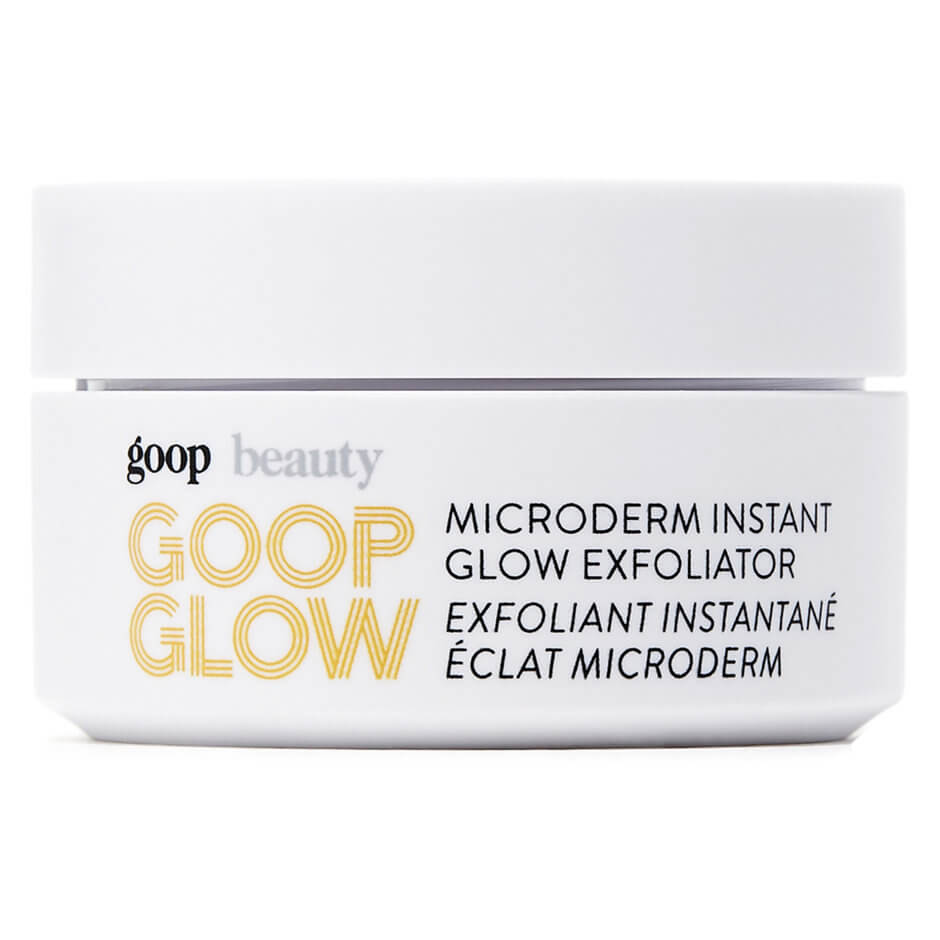 goop beauty
GOOP
GLOW
MICRODERM INSTANT
GLOW EXFOLIATOR
EXFOLIANT INSTANTANÉ
ÉCLAT MICRODERM